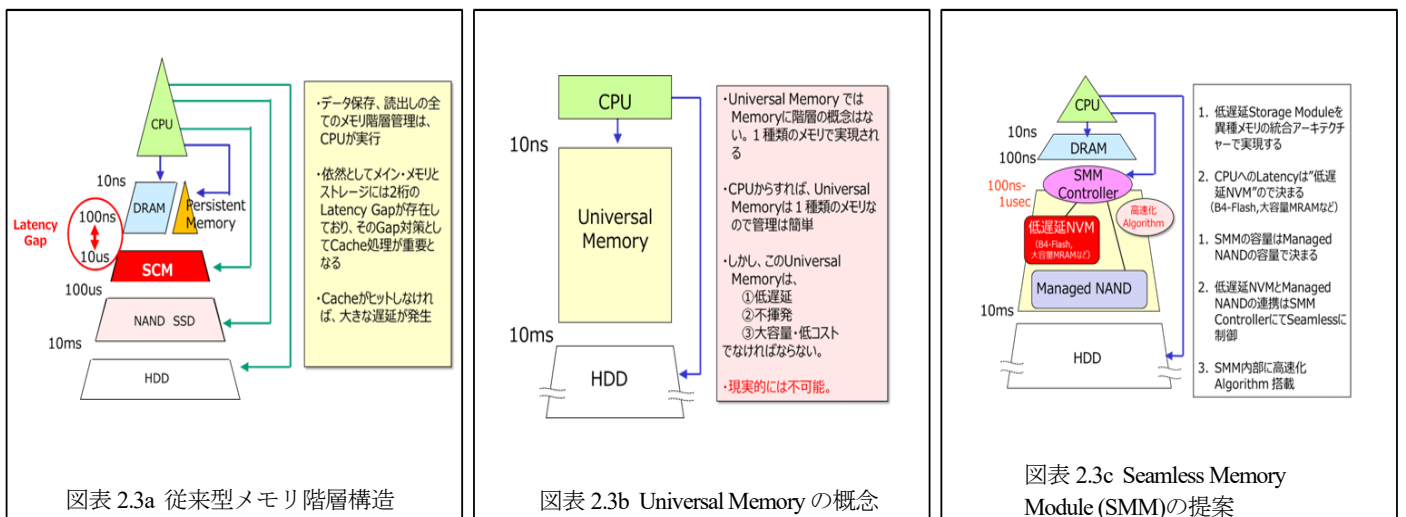 CPU
10ns
DRAM
Persistent
Memory
Latency
Gap
100ns
10us
SCM
100us
NAND SSD
10ms
HDD
・データ保存、読出しの全
てのメモリ階層管理は、
CPUが実行
・依然としてメイン・メモリと
ストレージには2桁の
Latency Gapが存在し
ており、そのGap対策とし
てCache処理が重要と
なる
・Cacheがヒットしなけれ
ば、大きな遅延が発生
図表 2.3a 従来型メモリ階層構造
CPU
10ns
Universal
Memory
10ms
HDD
・Universal Memory では
Memoryに階層の概念はな
い。1種類のメモリで実現され
る
・CPUからすれば、Universal
Memoryは1種類のメモリな
ので管理は簡単
・しかし、このUniversal
Memoryは、
①低遅延
②不揮発
③大容量・低コスト
でなければならない。
・現実的には不可能。
図表 2.3b Universal Memory の概念
CPU
10ns
DRAM
100ns
SMM
Controller
100ns-
1usec
高速化
Algorithm
低遅延NVM
(B4-Flash,
大容量MRAMなど)
Managed NAND
10ms
HDD
1. 低遅延Storage Moduleを
異種メモリの統合アーキテク
チャーで実現する
2. CPUへのLatencyは"低遅
延NVM"ので決まる
(B4-Flash,大容量MRAMなど)
1. SMMの容量はManaged
NANDの容量で決まる
2. 低遅延NVMとManaged
NANDの連携はSMM
ControllerにてSeamlessに
制御
3. SMM内部に高速化
Algorithm 搭載
図表 2.3c Seamless Memory
Module (SMM)の提案